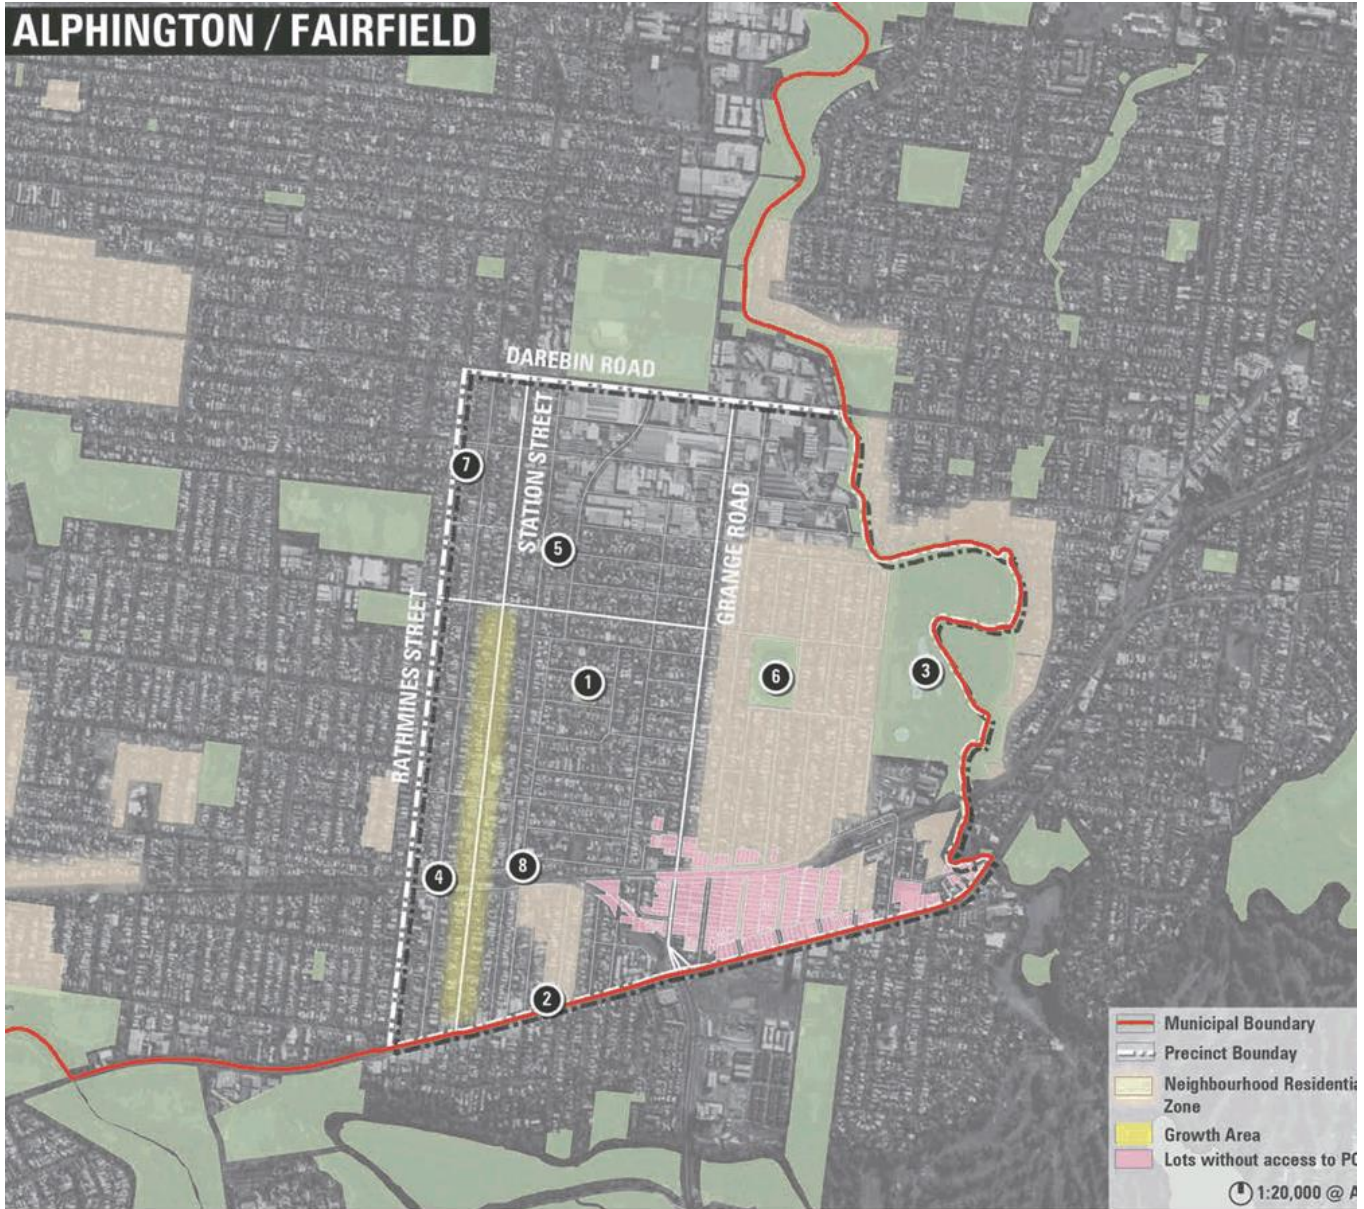 ALPHINGTON / FAIRFIELD
DAREBIN ROAD
STATION STREET
GRANGE ROAD
RATHMINES STREET
7
5
1
6
3
4
8
2
Municipal Boundary
Precinct Bounday
Neighbourhood Residentia
Zone
Growth Area
Lots without access to PO
1:20,000 @ A